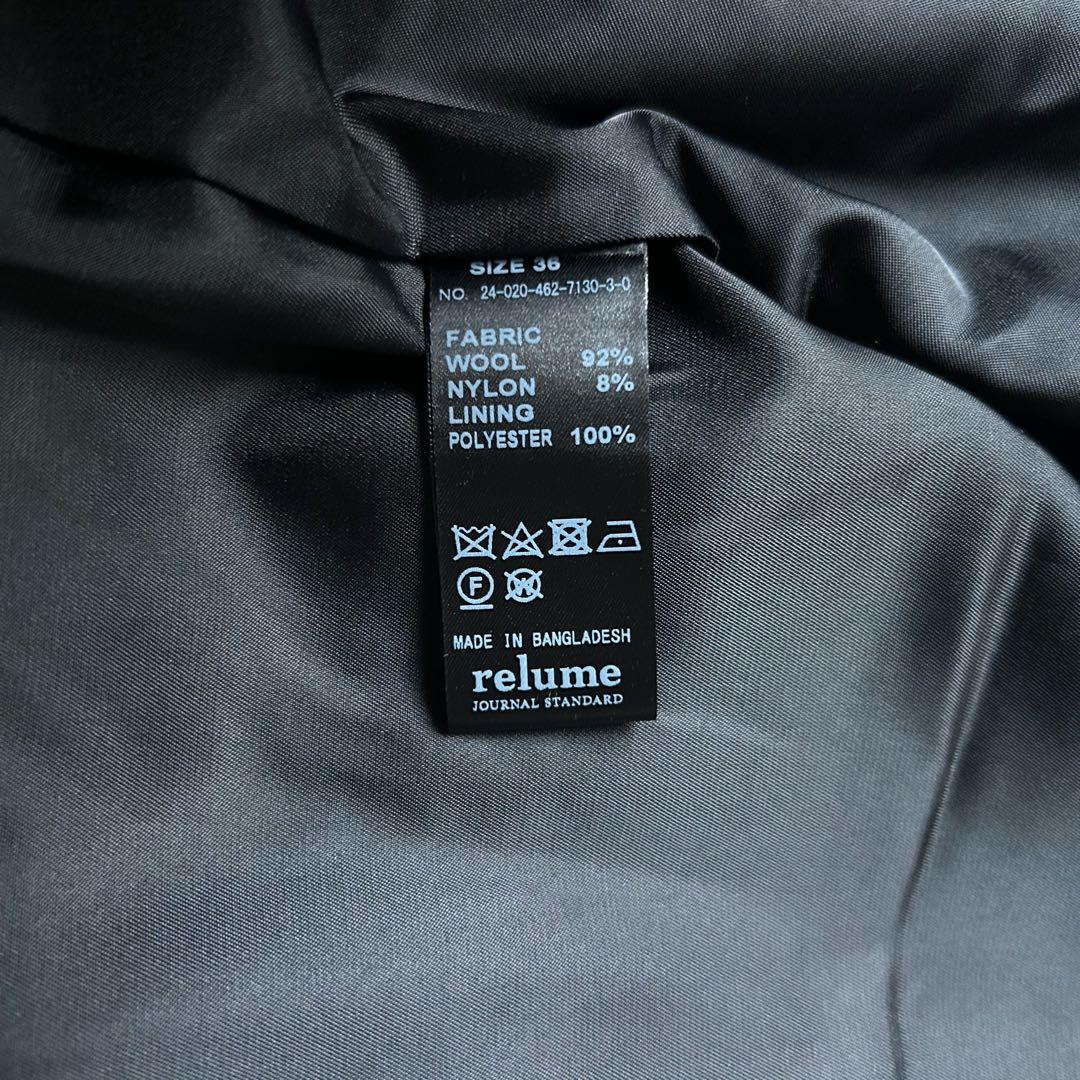 SIZE 36
NO. 24-020-462-7130-3-0
FABRIC
WOOL 92%
NYLON 8%
LINING
POLYESTER 100%
F W
MADE IN BANGLADESH
relume
JOURNAL STANDARD